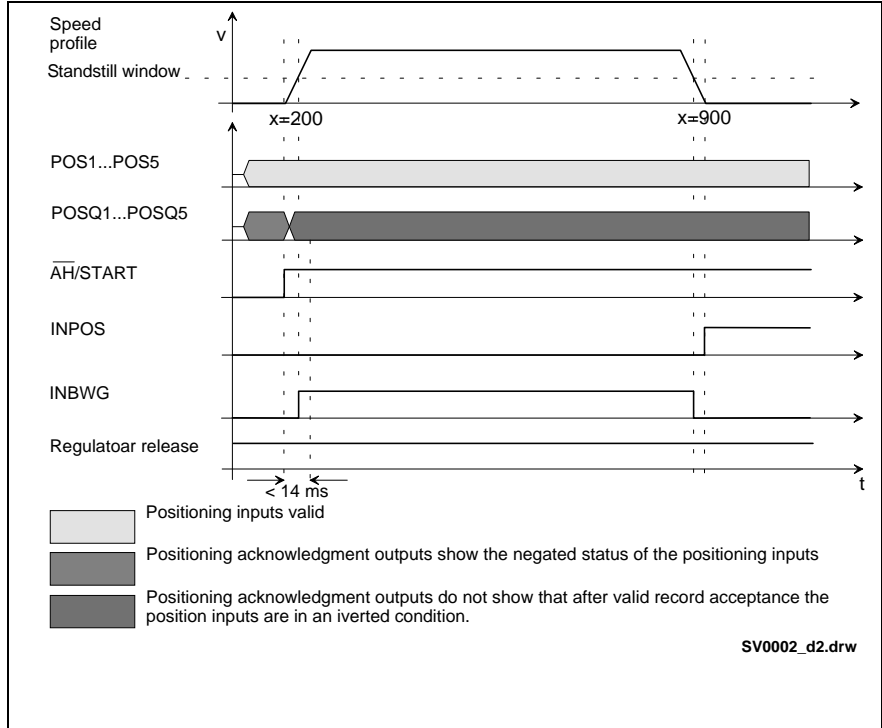 Speed
profile
v
Standstill window
x=200
x=900
POS1...POS5
POSQ1...POSQ5
A̅H̅/START
INPOS
INBWG
Regulatoar release
t
< 14 ms
Positioning inputs valid
Positioning acknowledgment outputs show the negated status of the positioning inputs
Positioning acknowledgment outputs do not show that after valid record acceptance the
position inputs are in an iverted condition.
SV0002_d2.drw